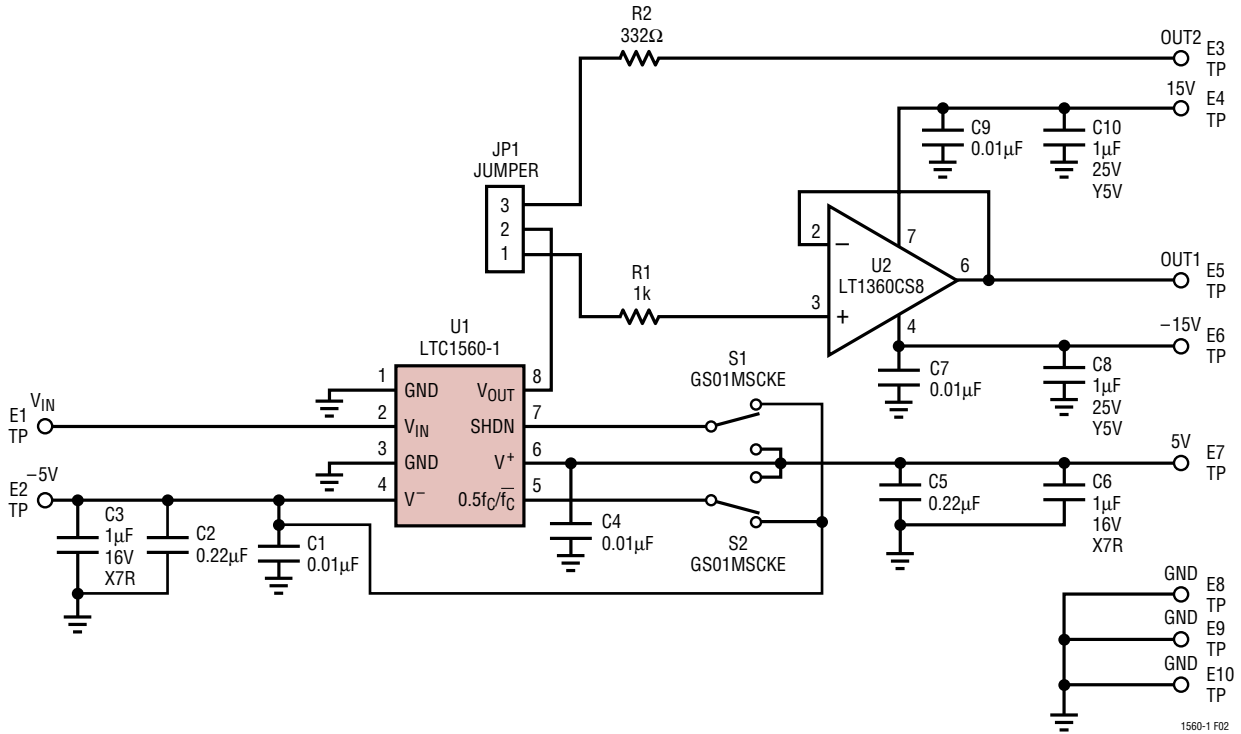 R2
332Ω
OUT2
E3
TP
15V
E4
TP
C9
0.01µF
C10
1µF
25V
Y5V
JP1
JUMPER
3
2
1
2
−
7
U2
LT1360CS8
6
3
+
4
OUT1
E5
TP
R1
1k
−15V
E6
TP
C7
0.01µF
C8
1µF
25V
Y5V
U1
LTC1560-1
1
GND
VOUT
8
2
VIN
SHDN
7
3
GND
V+
6
4
V−
0.5fC/f̅C̅
5
E1
TP
VIN
E2
TP
−5V
S1
GS01MSCKE
S2
GS01MSCKE
5V
E7
TP
C3
1µF
16V
X7R
C2
0.22µF
C1
0.01µF
C4
0.01µF
C5
0.22µF
C6
1µF
16V
X7R
GND
E8
TP
GND
E9
TP
GND
E10
TP
1560-1 F02